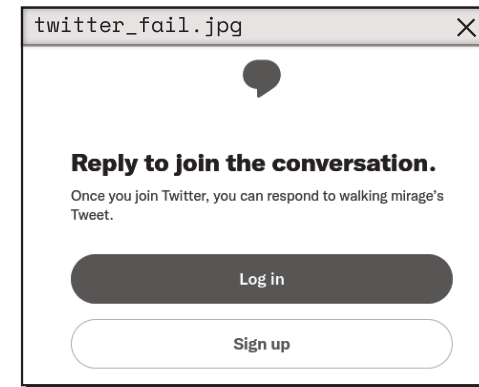 twitter_fail.jpg
Reply to join the conversation.
Once you join Twitter, you can respond to walking mirage’s
Tweet.
Log in
Sign up